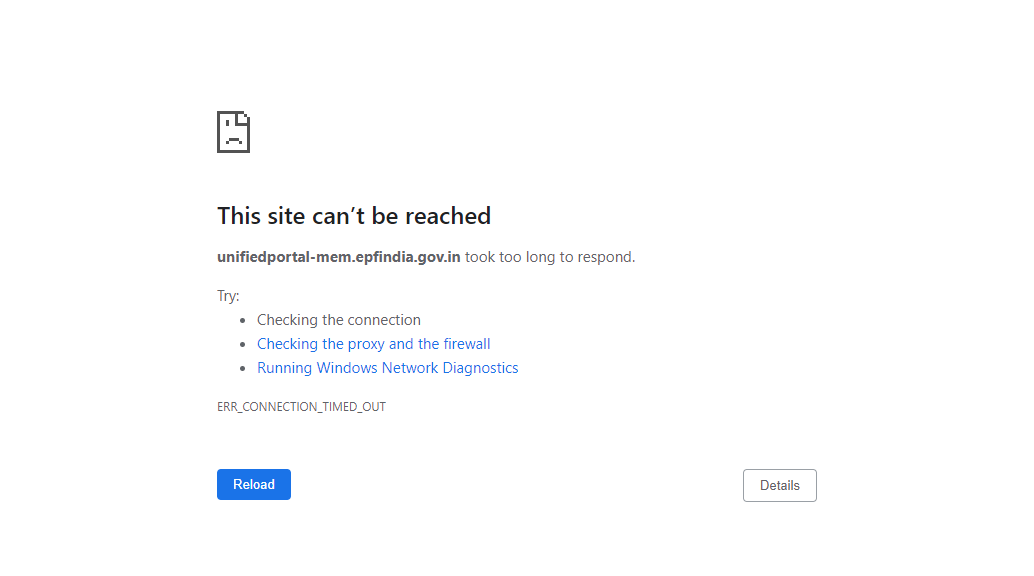 This site can’t be reached
unifiedportal-mem.epfindia.gov.in took too long to respond.
Try:
Checking the connection
Checking the proxy and the firewall
Running Windows Network Diagnostics
ERR_CONNECTION_TIMED_OUT
Reload
Details